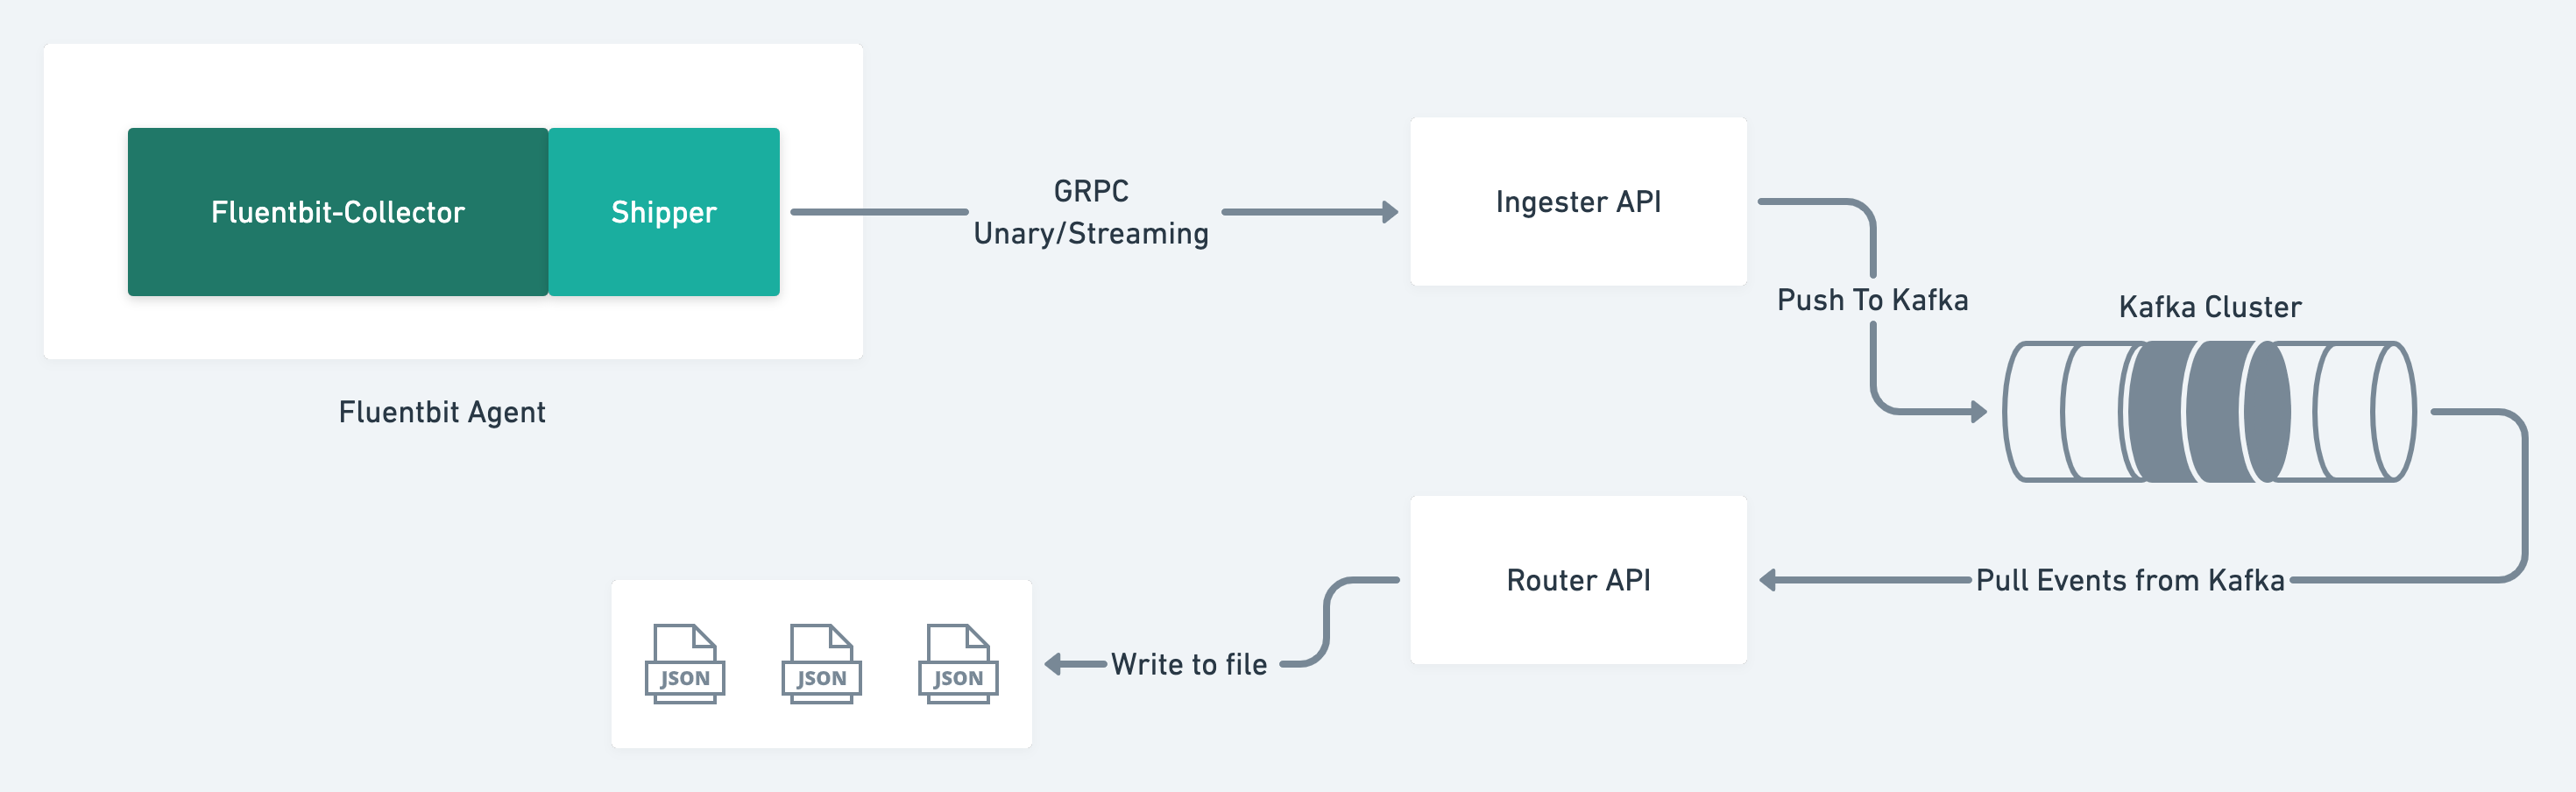 Fluentbit-Collector
Shipper
Fluentbit Agent
GRPC
Unary/Streaming
Ingester API
Push To Kafka
Kafka Cluster
Pull Events from Kafka
Router API
Write to file
JSON
JSON
JSON